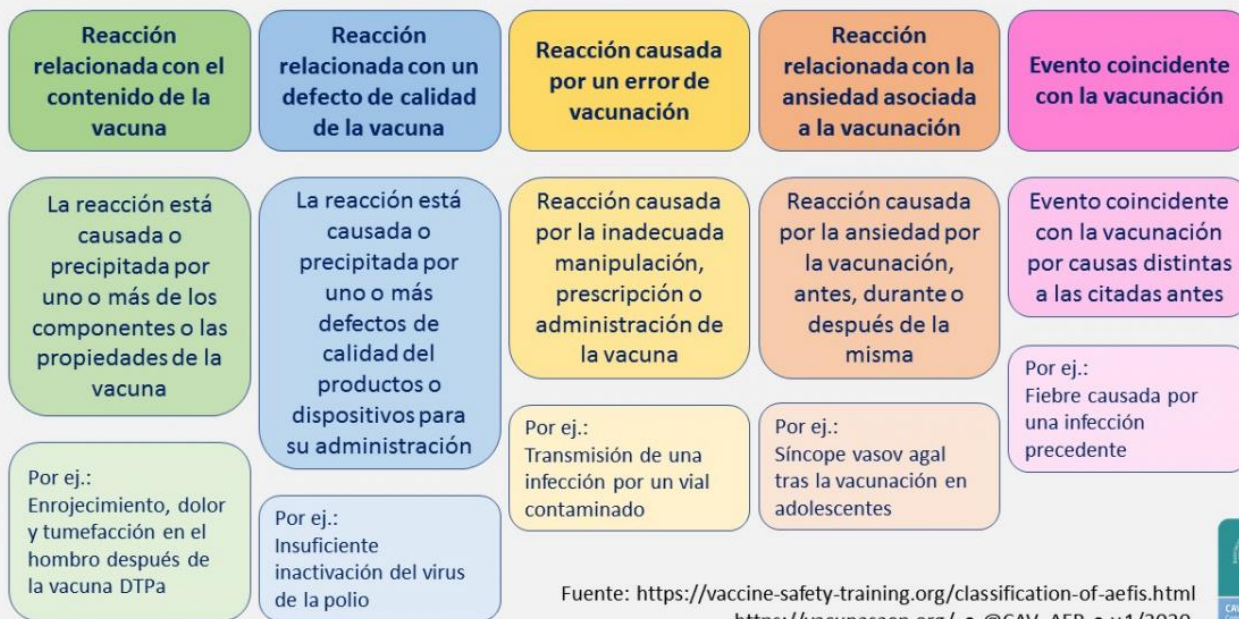 Reacción
relacionada con el
contenido de la
vacuna
Reacción
relacionada con un
defecto de calidad
de la vacuna
Reacción causada
por un error de
vacunación
Reacción
relacionada con la
ansiedad asociada
a la vacunación
Evento coincidente
con la vacunación
La reacción está
causada o
precipitada por
uno o más de los
componentes o las
propiedades de la
vacuna
La reacción está
causada o
precipitada por
uno o más
defectos de
calidad del
productos o
dispositivos para
su administración
Reacción causada
por la inadecuada
manipulación,
prescripción o
administración de
la vacuna
Reacción causada
por la ansiedad por
la vacunación,
antes, durante o
después de la
misma
Evento coincidente
con la vacunación
por causas distintas
a las citadas antes
Por ej.:
Enrojecimiento, dolor
y tumefacción en el
hombro después de
la vacuna DTPa
Por ej.:
Insuficiente
inactivación del virus
de la polio
Por ej.:
Transmisión de una
infección por un vial
contaminado
Por ej.:
Síncope vasov agal
tras la vacunación en
adolescentes
Por ej.:
Fiebre causada por
una infección
precedente
Fuente: https://vaccine-safety-training.org/classification-of-aefis.html